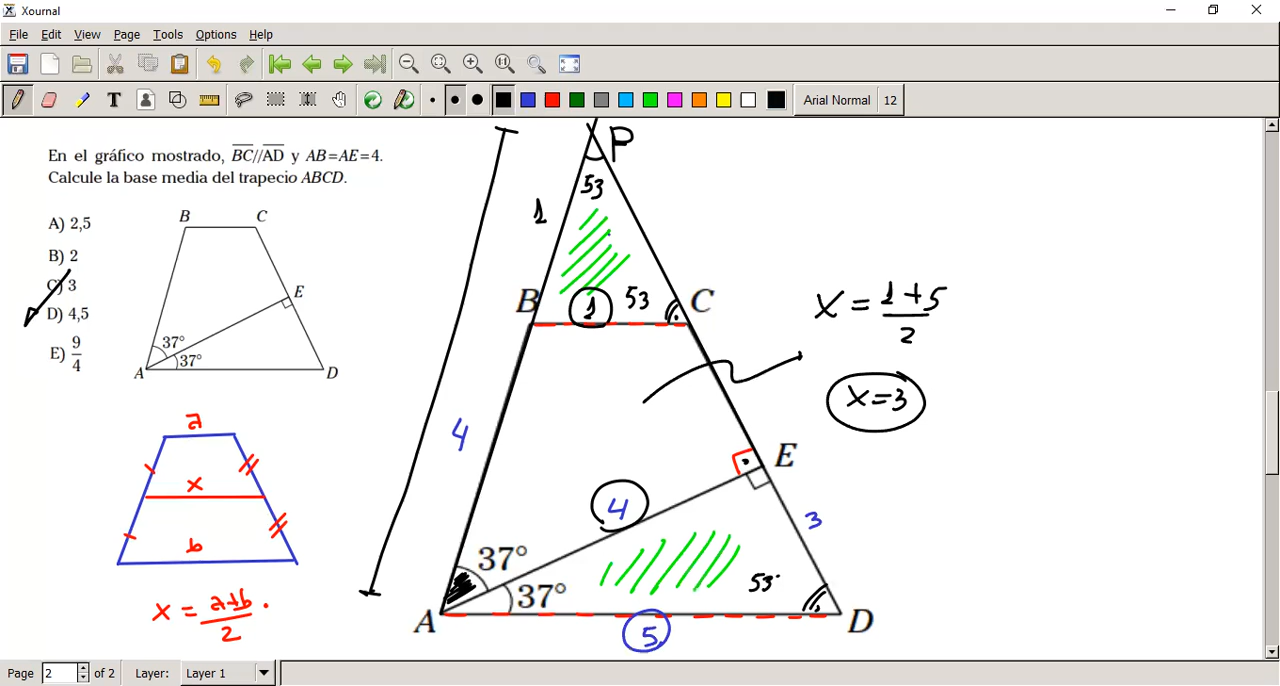 Xournal
File Edit View Page Tools Options Help
Arial Normal 12
En el gráfico mostrado, BC//AD y AB=AE=4.
Calcule la base media del trapecio ABCD.
A) 2,5
B) 2
C) 3
D) 4,5
E) 9/4
B C
E
37°
37°
A D
a
x
b
x = a+b/2
P
53
1
B 1 53 C
x = 1+5/2
x=3
4
E
4
3
37°
37° 53°
A D
5
Page 2 of 2 Layer: Layer 1